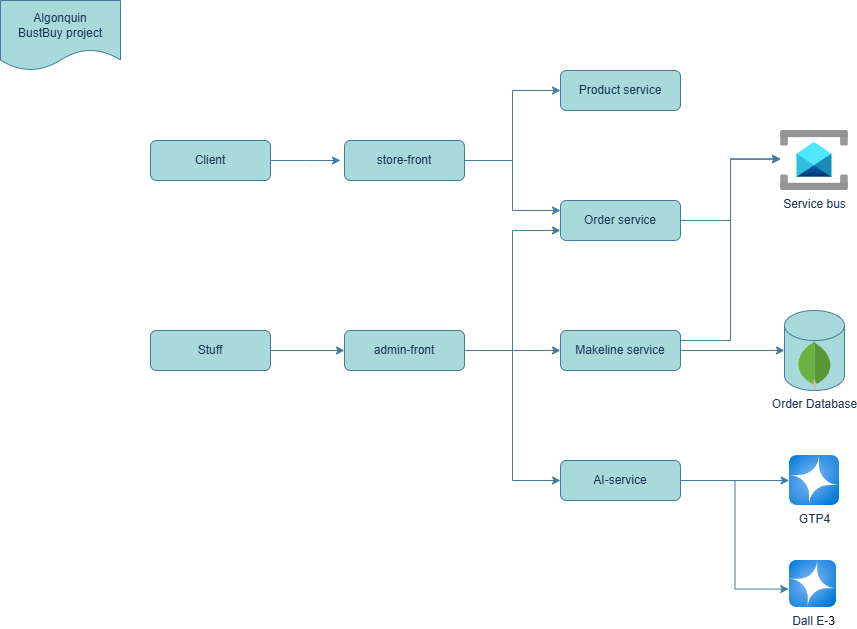 Algonquin
BustBuy project
Product service
Client
store-front
Service bus
Order service
Stuff
admin-front
Makeline service
Order Database
AI-service
GTP4
Dall E-3